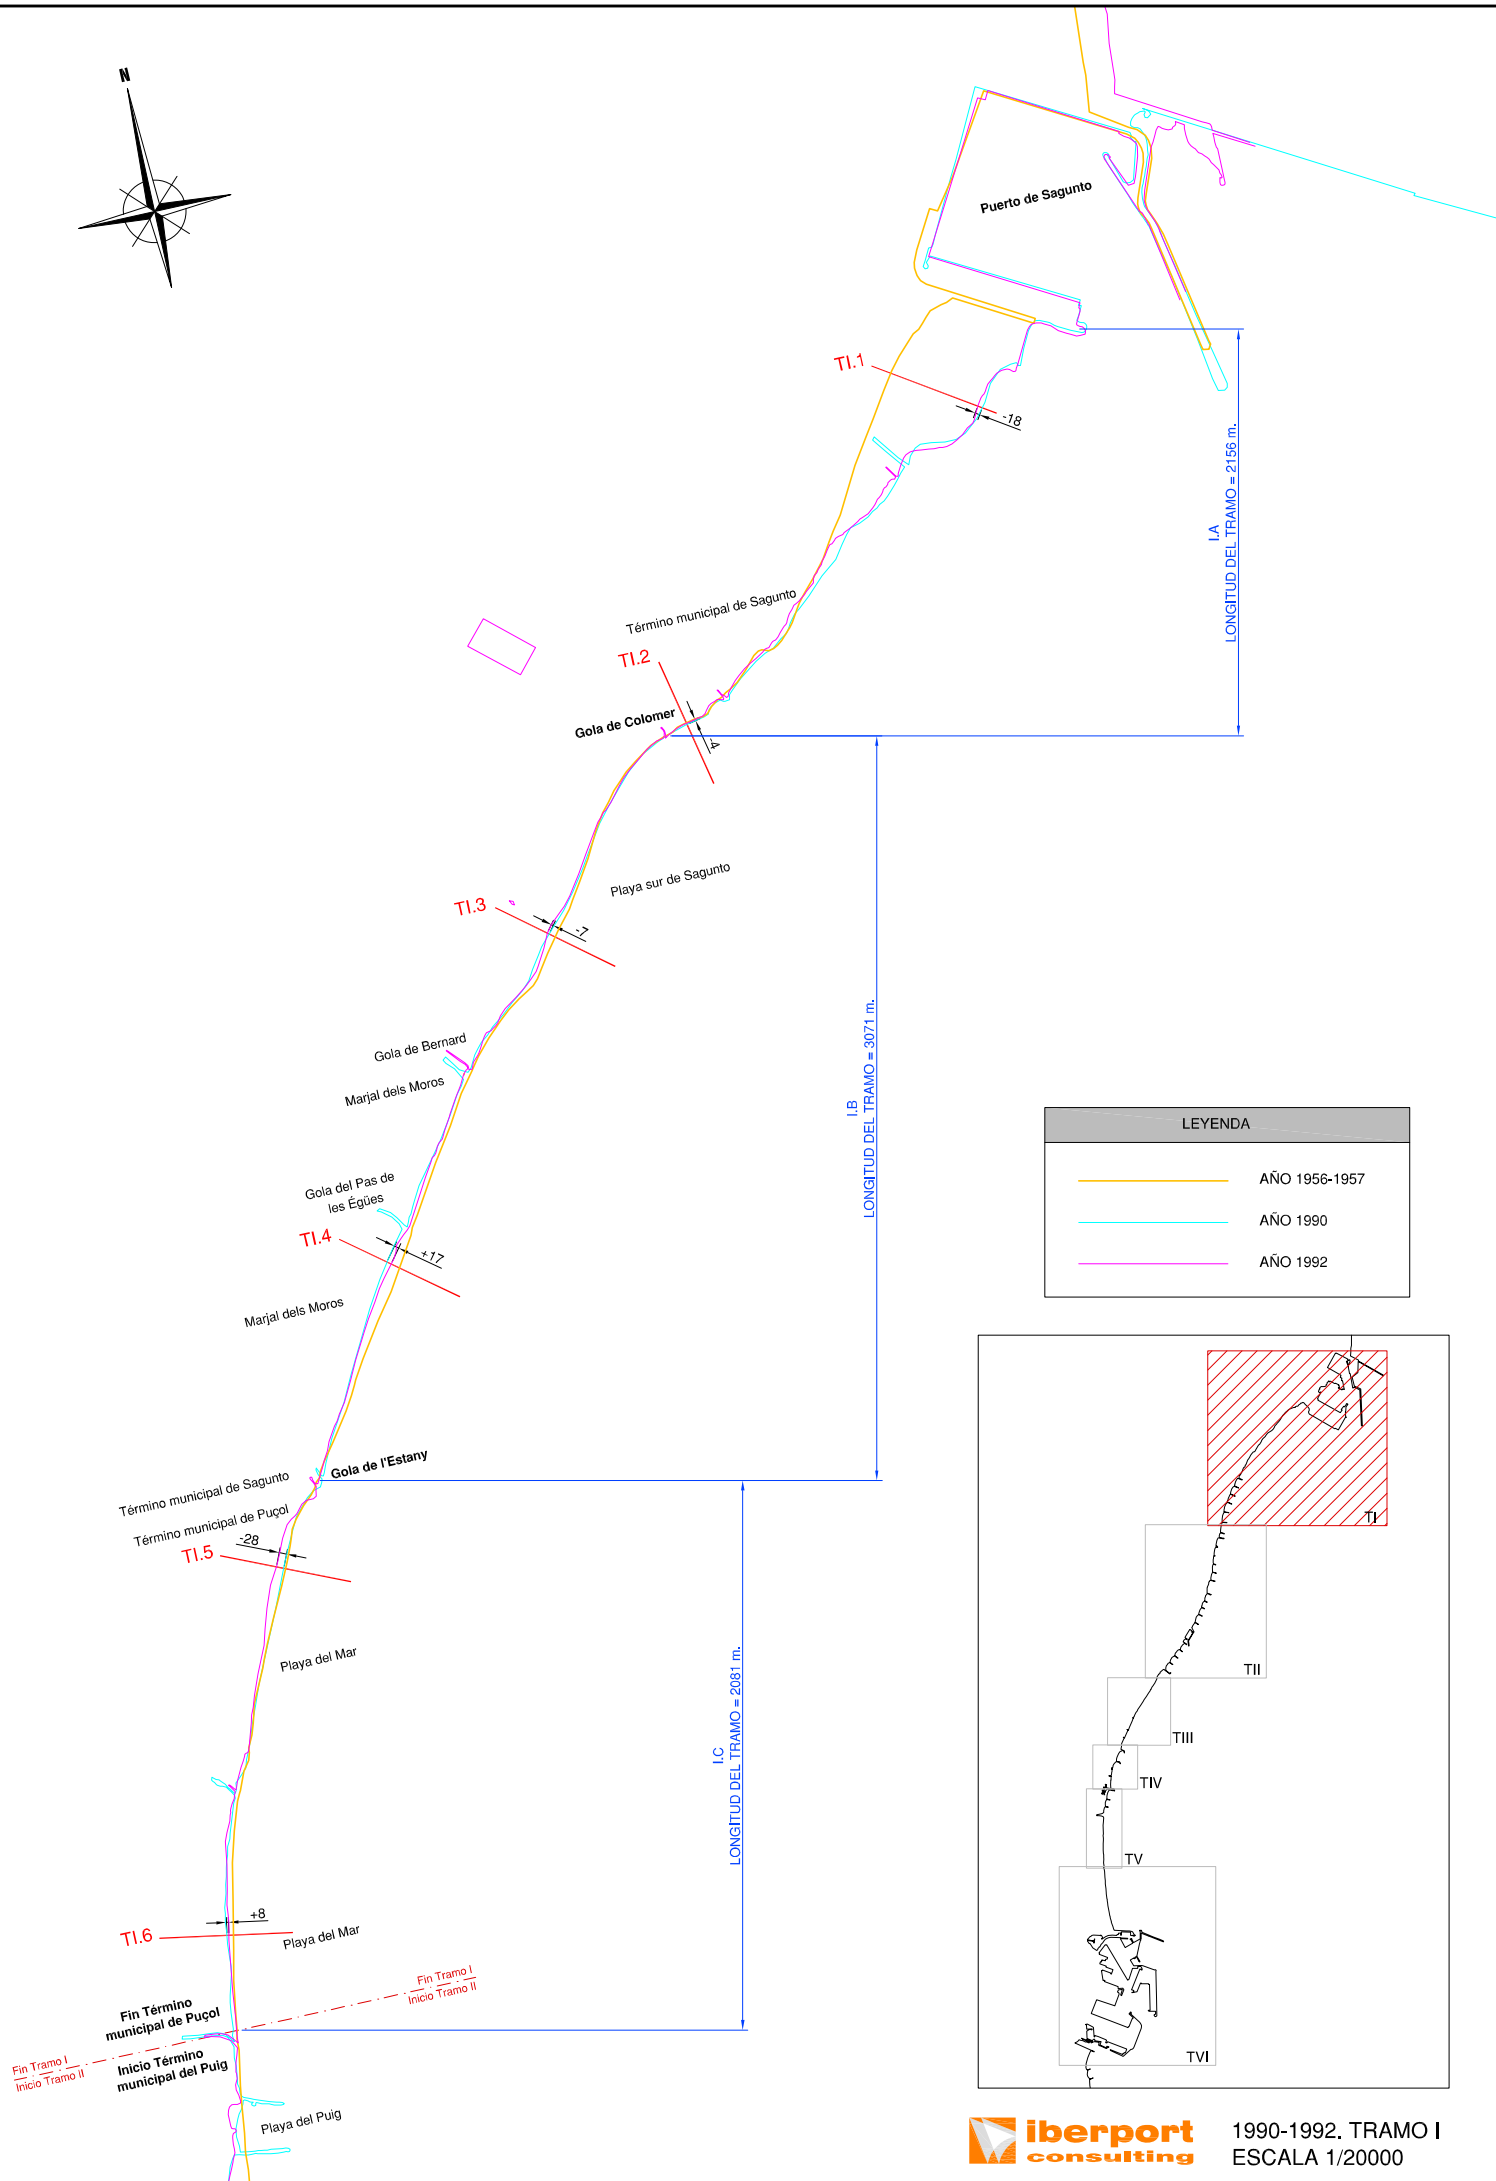 N
Puerto de Sagunto
TI.1
-18
I.A
LONGITUD DEL TRAMO = 2156 m.
Término municipal de Sagunto
TI.2
Gola de Colomer
-4
Playa sur de Sagunto
TI.3
-7
Gola de Bernard
Marjal dels Moros
I.B
LONGITUD DEL TRAMO = 3071 m.
Gola del Pas de
les Égües
TI.4
+17
Marjal dels Moros
LEYENDA
AÑO 1956-1957
AÑO 1990
AÑO 1992
Gola de l'Estany
Término municipal de Sagunto
Término municipal de Puçol
-28
TI.5
Playa del Mar
I.C
LONGITUD DEL TRAMO = 2081 m.
TI.6
+8
Playa del Mar
Fin Tramo I
Inicio Tramo II
Fin Término
municipal de Puçol
Fin Tramo I
Inicio Tramo II
Inicio Término
municipal del Puig
Playa del Puig
TI
TII
TIII
TIV
TV
TVI
iberport
consulting
1990-1992. TRAMO I
ESCALA 1/20000